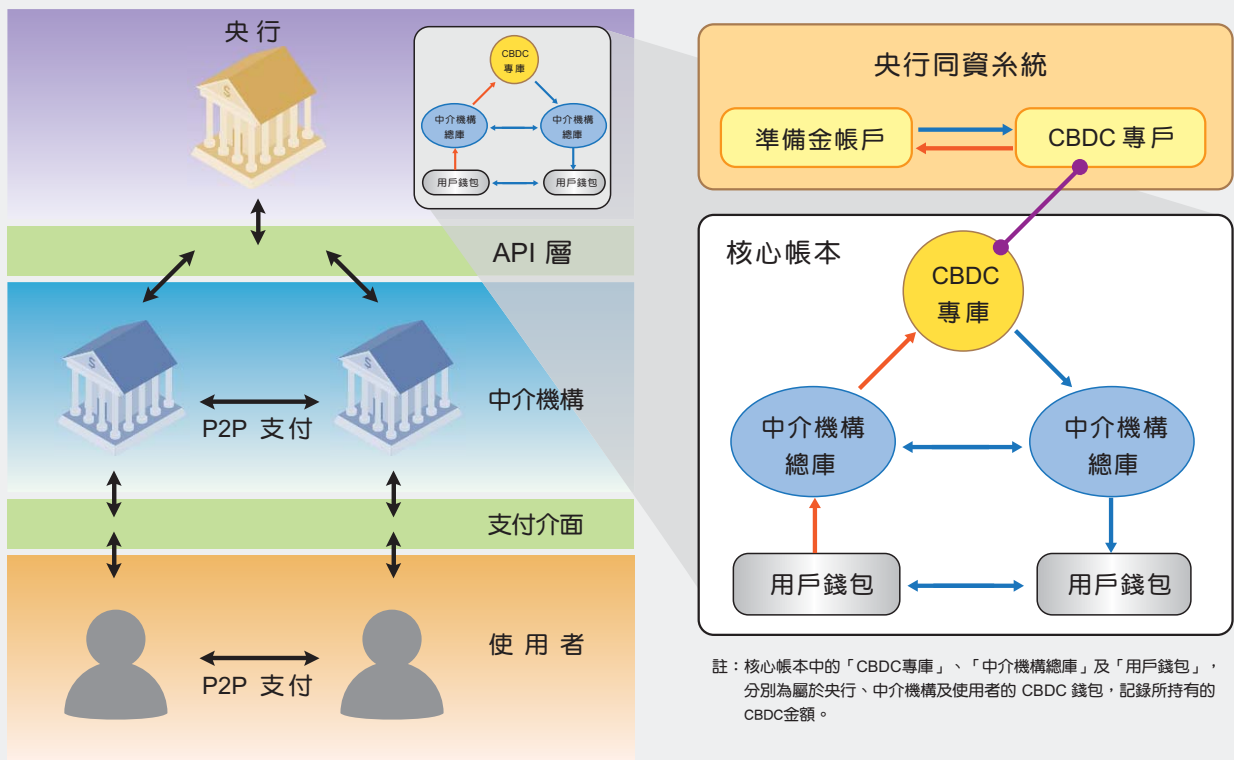 央行
CBDC
專庫
中介機構
總庫
中介機構
總庫
用戶錢包
用戶錢包
API 層
中介機構
P2P 支付
支付介面
使用者
P2P 支付
央行同資系統
準備金帳戶
CBDC 專戶
核心帳本
CBDC
專庫
中介機構
總庫
中介機構
總庫
用戶錢包
用戶錢包
註：核心帳本中的「CBDC專庫」、「中介機構總庫」及「用戶錢包」，
分別為屬於央行、中介機構及使用者的 CBDC 錢包，記錄所持有的
CBDC金額。